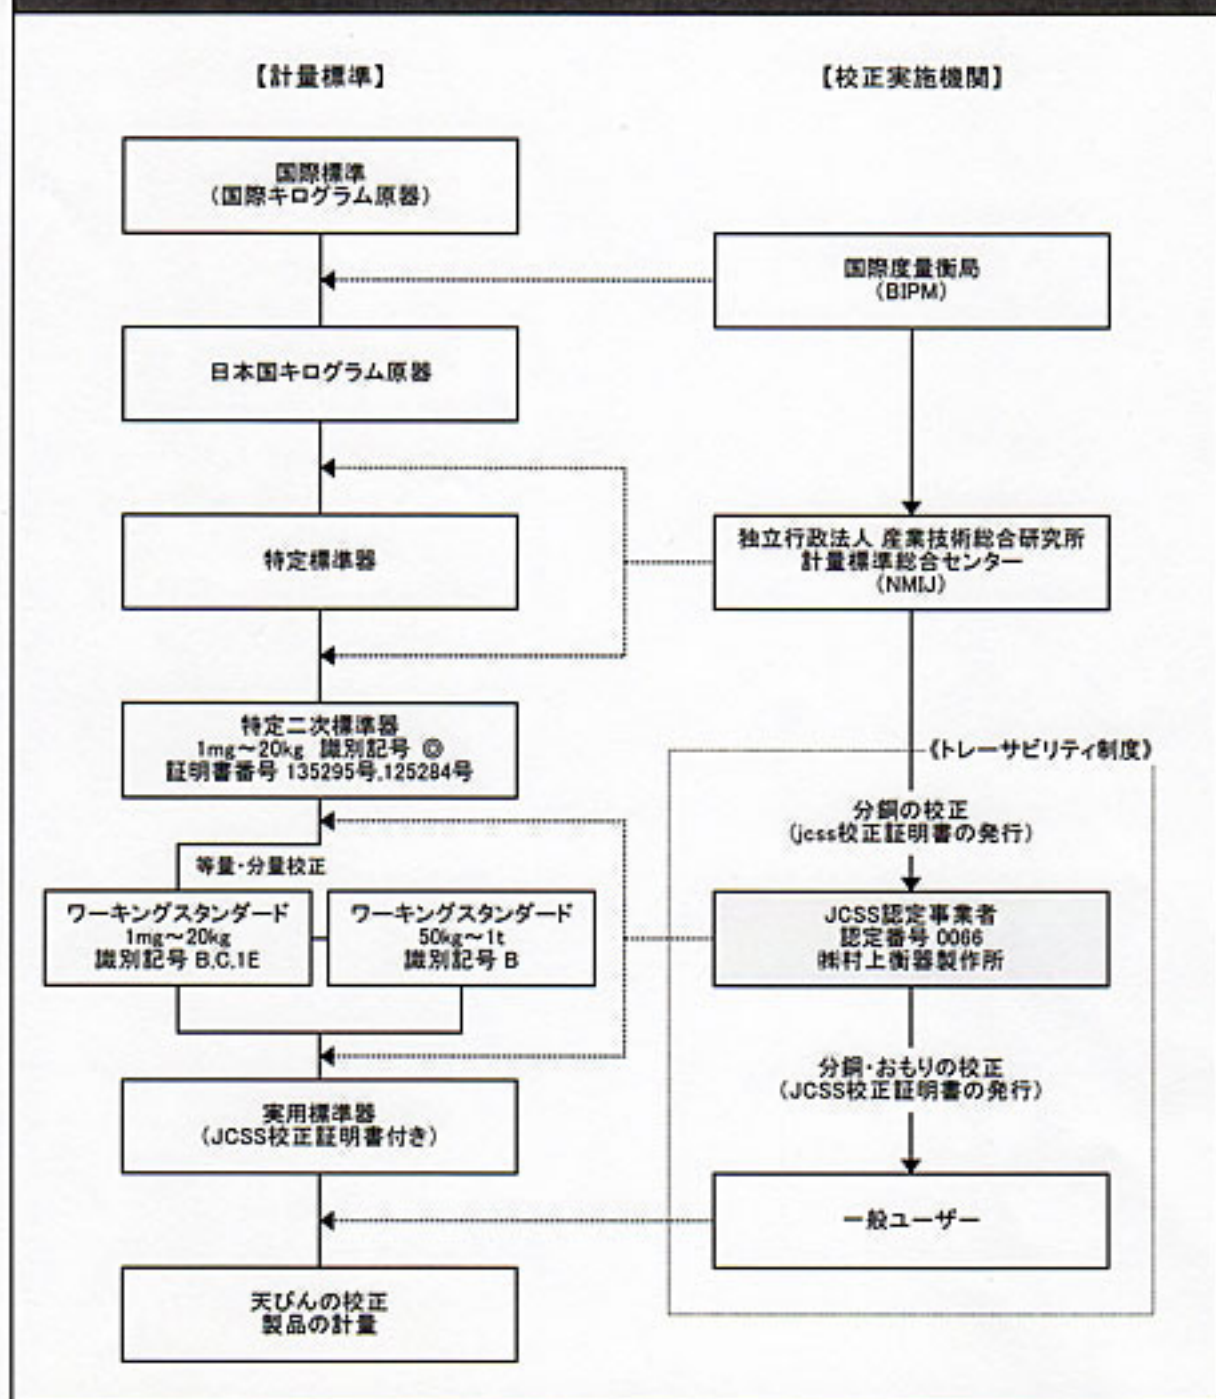 【計量標準】
国際標準
(国際キログラム原器)
日本国キログラム原器
特定標準器
特定二次標準器
1mg~20kg 識別記号 ◎
証明書番号 135295号,125284号
等量・分量校正
ワーキングスタンダード
1mg~20kg
識別記号 B,C,1E
ワーキングスタンダード
50kg~1t
識別記号 B
実用標準器
(JCSS校正証明書付き)
天びんの校正
製品の計量
【校正実施機関】
国際度量衡局
(BIPM)
独立行政法人 産業技術総合研究所
計量標準総合センター
(NMIJ)
《トレーサビリティ制度》
分銅の校正
(jcss校正証明書の発行)
JCSS認定事業者
認定番号 0066
㈱村上衡器製作所
分銅・おもりの校正
(JCSS校正証明書の発行)
一般ユーザー